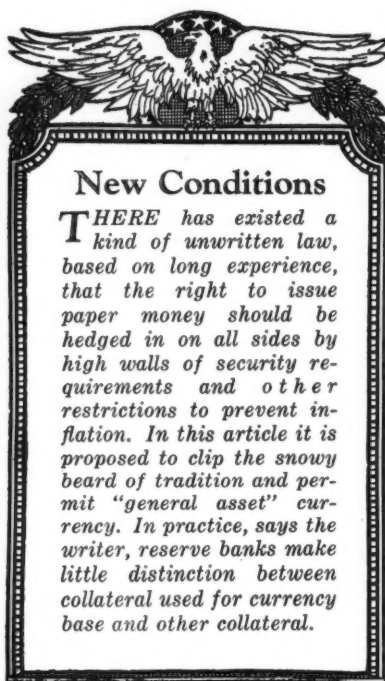 New Conditions
THERE has existed a
kind of unwritten law,
based on long experience,
that the right to issue
paper money should be
hedged in on all sides by
high walls of security re-
quirements and other
restrictions to prevent in-
flation. In this article it is
proposed to clip the snowy
beard of tradition and per-
mit “general asset” cur-
rency. In practice, says the
writer, reserve banks make
little distinction between
collateral used for currency
base and other collateral.